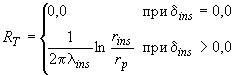 R_T = { 0,0 при δ_ins = 0,0
1/(2πλ_ins) ln r_ins/r_p при δ_ins > 0,0